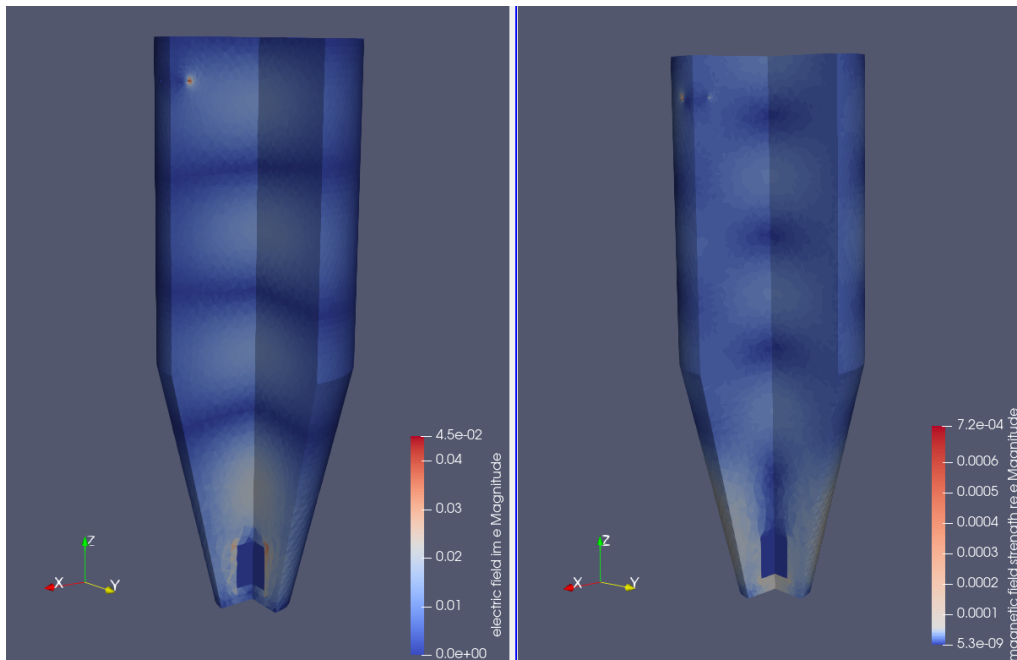 4.5e-02
0.04
0.03
0.02
0.01
0.0e+00
electric field im e Magnitude
Z
X
Y
7.2e-04
0.0006
0.0005
0.0004
0.0003
0.0002
0.0001
5.3e-09
magnetic field strength re e Magnitude
Z
X
Y